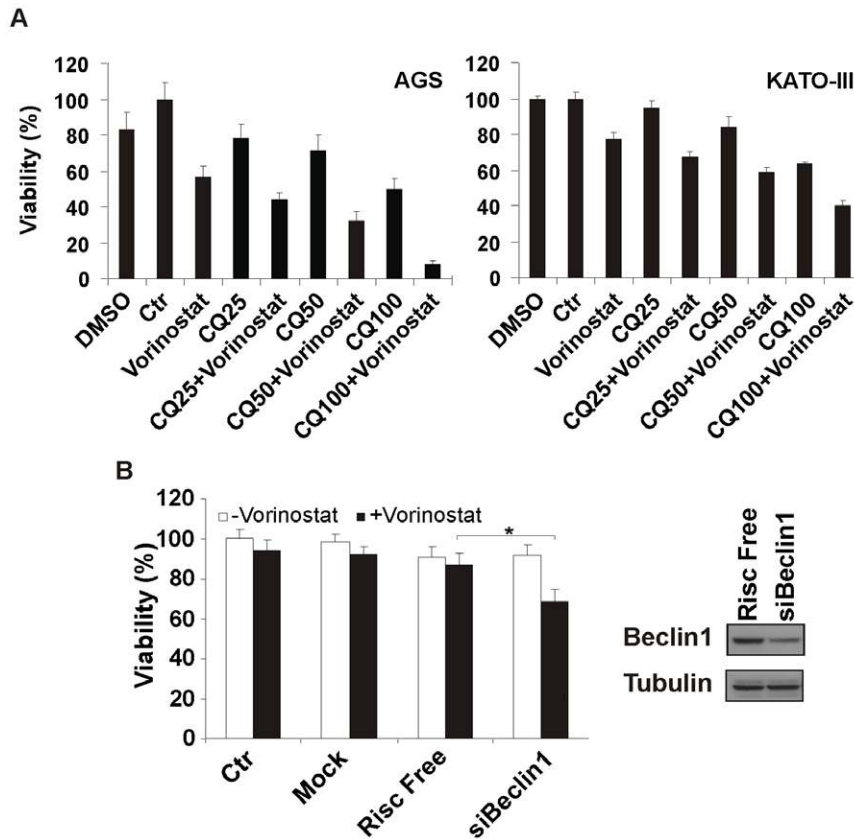 A
AGS
Viability (%)
120
100
80
60
40
20
0
DMSO
Ctr
Vorinostat
CQ25
CQ25+Vorinostat
CQ50
CQ50+Vorinostat
CQ100
CQ100+Vorinostat
KATO-III
120
100
80
60
40
20
0
DMSO
Ctr
Vorinostat
CQ25
CQ25+Vorinostat
CQ50
CQ50+Vorinostat
CQ100
CQ100+Vorinostat
B
-Vorinostat +Vorinostat
*
Viability (%)
120
100
80
60
40
20
0
Ctr
Mock
Risc Free
siBeclin1
Risc Free
siBeclin1
Beclin1
Tubulin